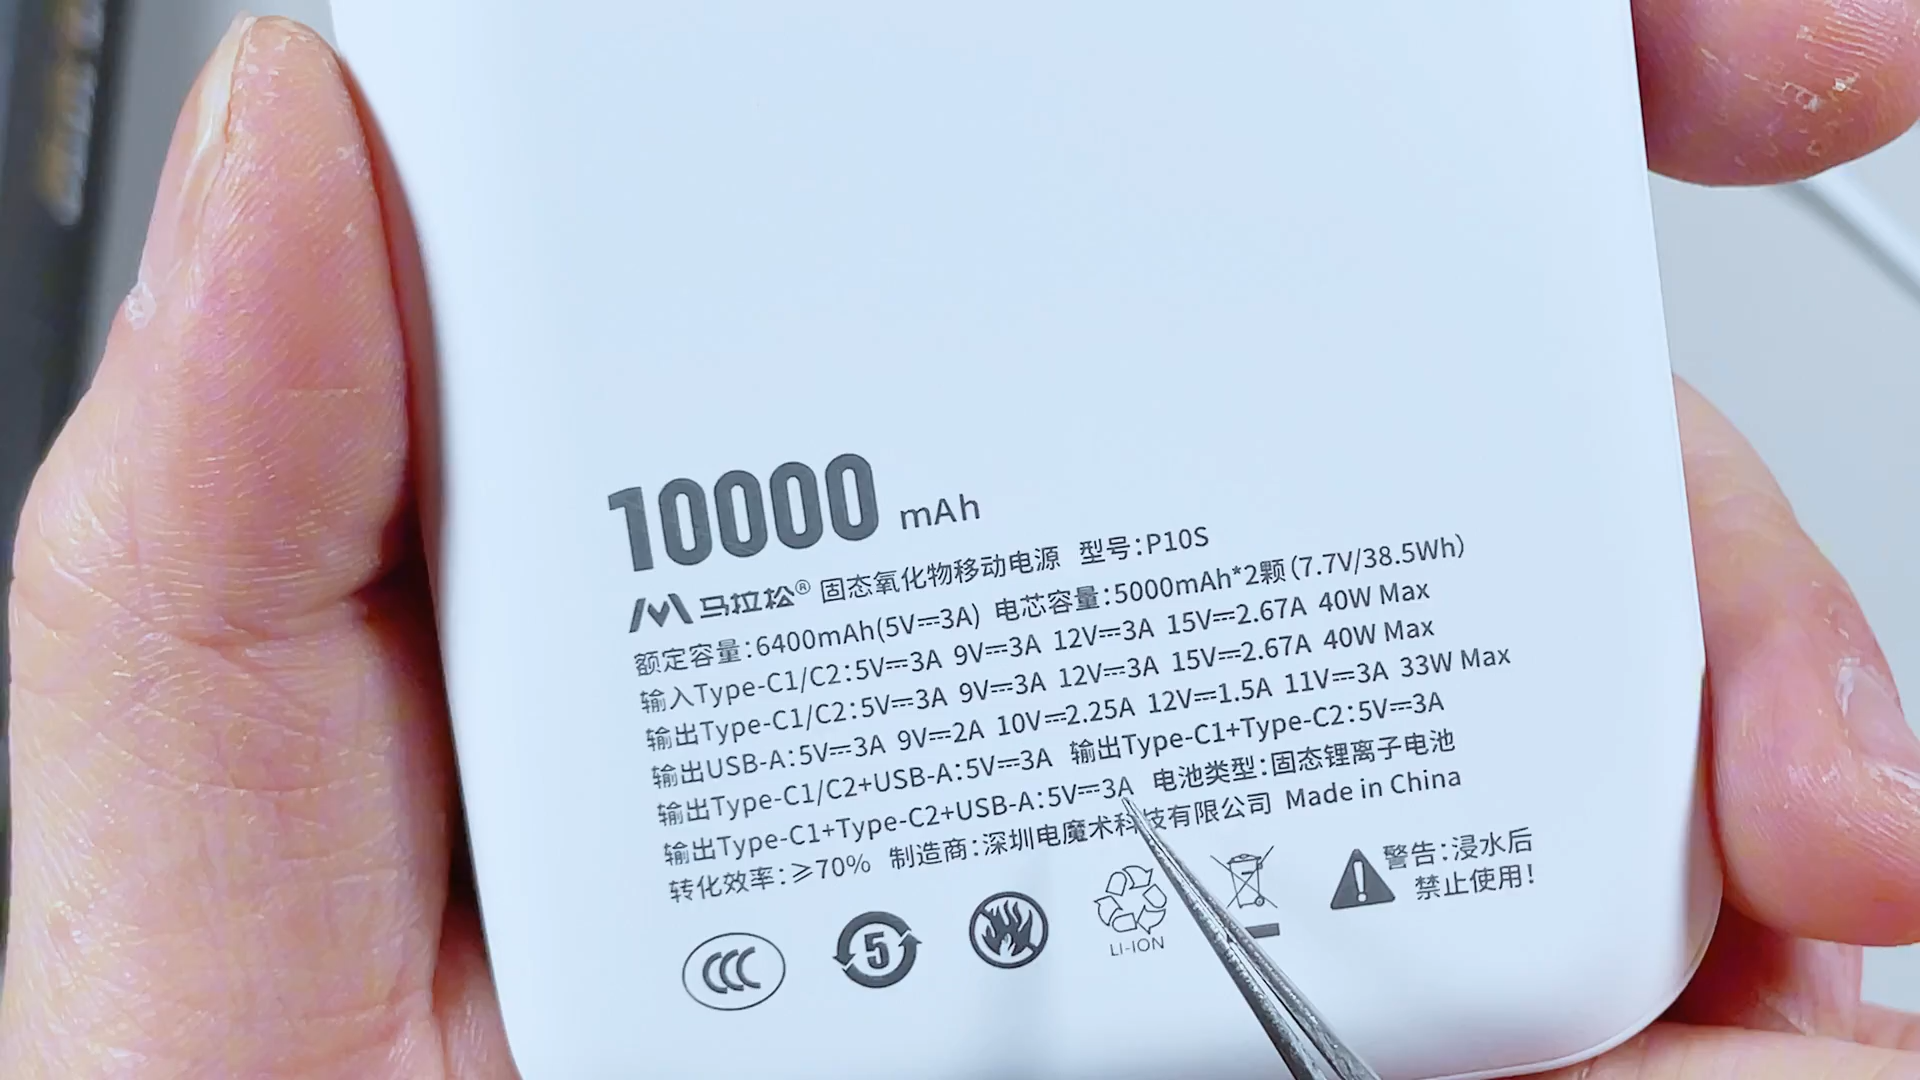 10000 mAh
马拉松® 固态氧化物移动电源 型号:P10S
额定容量:6400mAh(5V⎓3A) 电芯容量:5000mAh*2颗(7.7V/38.5Wh)
输入Type-C1/C2:5V⎓3A 9V⎓3A 12V⎓3A 15V⎓2.67A 40W Max
输出Type-C1/C2:5V⎓3A 9V⎓3A 12V⎓3A 15V⎓2.67A 40W Max
输出USB-A:5V⎓3A 9V⎓2A 10V⎓2.25A 12V⎓1.5A 11V⎓3A 33W Max
输出Type-C1/C2+USB-A:5V⎓3A 输出Type-C1+Type-C2:5V⎓3A
输出Type-C1+Type-C2+USB-A:5V⎓3A 电池类型:固态锂离子电池
转化效率:≥70% 制造商:深圳电魔术科技有限公司 Made in China
CCC
5
LI-ION
警告:浸水后
禁止使用!